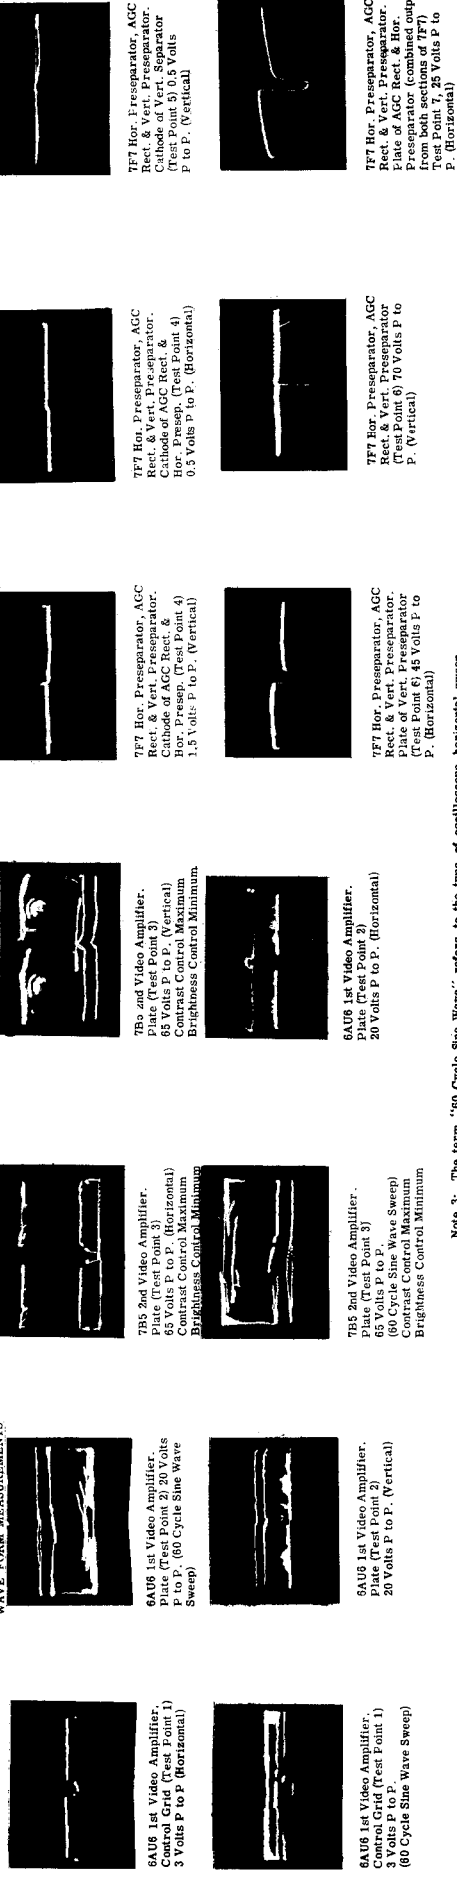 WAVE FORM MEASUREMENTS
6AU6 1st Video Amplifier.
Control Grid (Test Point 1)
3 Volts P to P (Horizontal)
6AU6 1st Video Amplifier.
Plate (Test Point 2) 20 Volts
P to P. (60 Cycle Sine Wave
Sweep)
7B5 2nd Video Amplifier.
Plate (Test Point 3)
65 Volts P to P. (Horizontal)
Contrast Control Maximum
Brightness Control Minimum
7B5 2nd Video Amplifier.
Plate (Test Point 3)
65 Volts P to P. (Vertical)
Contrast Control Maximum
Brightness Control Minimum
7F7 Hor. Preseparator, AGC
Rect. & Vert. Preseparator.
Cathode of AGC Rect. &
Hor. Presep. (Test Point 4)
1.5 Volts P to P. (Vertical)
7F7 Hor. Preseparator, AGC
Rect. & Vert. Preseparator.
Cathode of AGC Rect. &
Hor. Presep. (Test Point 4)
0.5 Volts P to P. (Horizontal)
7F7 Hor. Preseparator, AGC
Rect. & Vert. Preseparator.
Cathode of Vert. Separator
(Test Point 5) 0.5 Volts
P to P. (Vertical)
6AU6 1st Video Amplifier.
Control Grid (Test Point 1)
3 Volts P to P.
(60 Cycle Sine Wave Sweep)
6AU6 1st Video Amplifier.
Plate (Test Point 2)
20 Volts P to P. (Vertical)
7B5 2nd Video Amplifier.
Plate (Test Point 3)
65 Volts P to P.
(60 Cycle Sine Wave Sweep)
Contrast Control Maximum
Brightness Control Minimum
6AU6 1st Video Amplifier.
Plate (Test Point 2)
20 Volts P to P. (Horizontal)
7F7 Hor. Preseparator, AGC
Rect. & Vert. Preseparator.
Plate of Vert. Preseparator
(Test Point 6) 45 Volts P to
P. (Horizontal)
7F7 Hor. Preseparator, AGC
Rect. & Vert. Preseparator
(Test Point 6) 70 Volts P to
P. (Vertical)
7F7 Hor. Preseparator, AGC
Rect. & Vert. Preseparator.
Plate of AGC Rect. & Hor.
Preseparator (combined outp
from both sections of 7F7)
Test Point 7, 25 Volts P to
P. (Horizontal)
Note 3: The term "60 Cycle Sine Wave" refers to the type of oscilloscope horizontal sweep